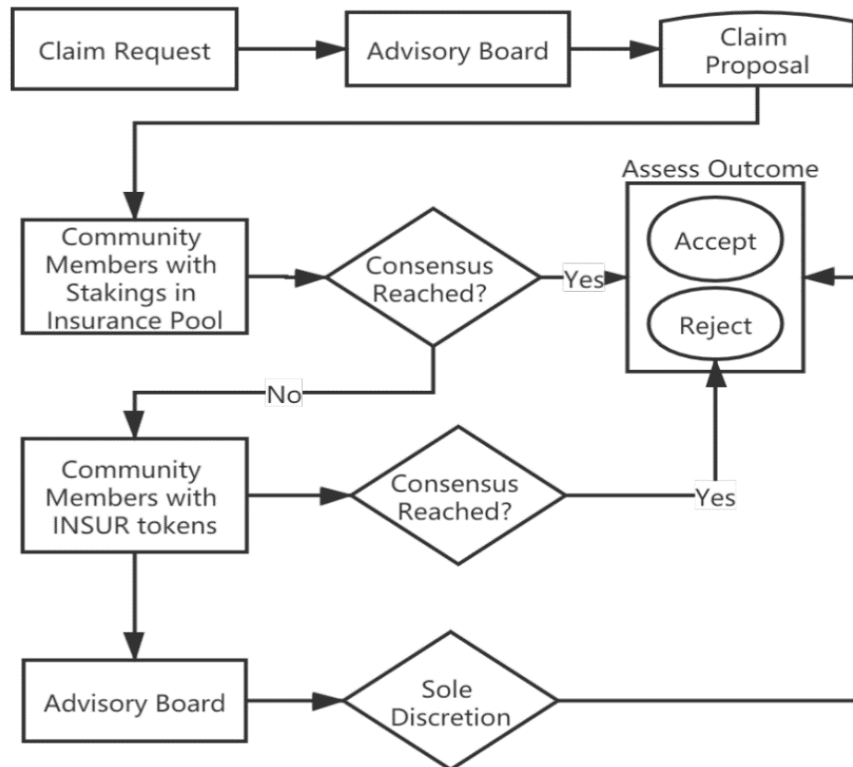 Claim Request
Advisory Board
Claim
Proposal
Assess Outcome
Community
Members with
Stakings in
Insurance Pool
Consensus
Reached?
Yes
Accept
Reject
No
Community
Members with
INSUR tokens
Consensus
Reached?
Yes
Advisory Board
Sole
Discretion